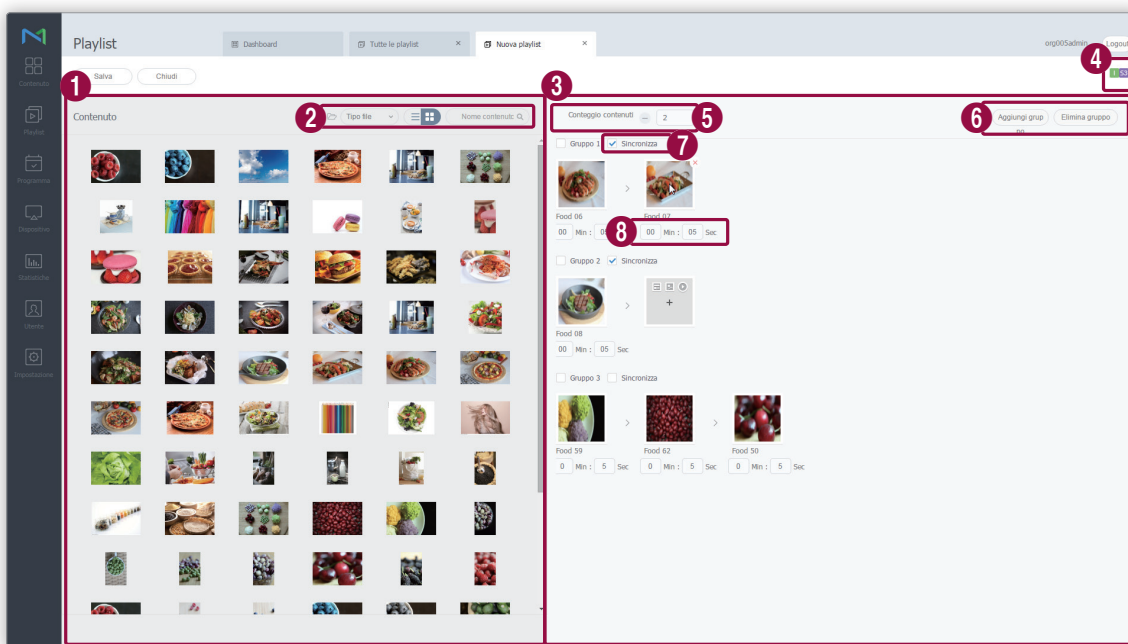 Playlist
Dashboard
Tutte le playlist ×
Nuova playlist ×
org005admin
Logout
4
Contenuto
Salva
Chiudi
1
3
I S3
Playlist
Contenuto
2
Tipo file
Nome contenutc
Conteggio contenuti − 2
5
6
Aggiungi grup
Elimina gruppo
Gruppo 1
Sincronizza
7
Programma
Dispositivo
Food 06
Food 07
8
00 Min : 05
00 Min : 05 Sec
Statistiche
Gruppo 2
Sincronizza
+
Utente
Food 08
00 Min : 05 Sec
Impostazione
Gruppo 3
Sincronizza
Food 59
Food 62
Food 50
0 Min : 5 Sec
0 Min : 5 Sec
0 Min : 5 Sec